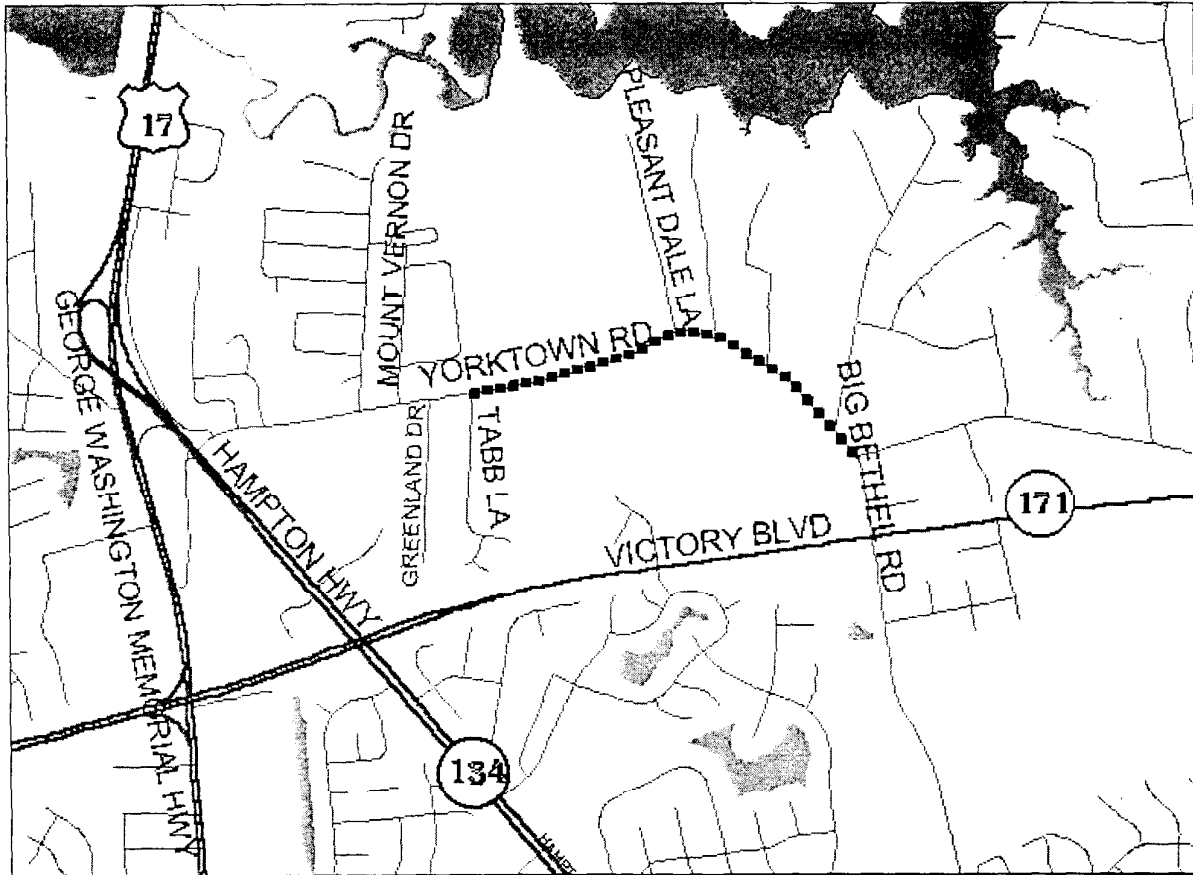 17
PLEASANT DALE LA
MOUNT VERNON DR
GEORGE WASHINGTON MEMORIAL HWY
YORKTOWN RD
BIG BETHEL RD
GREENLAND DR
TABB LA
HAMPTON HWY
171
VICTORY BLVD
134